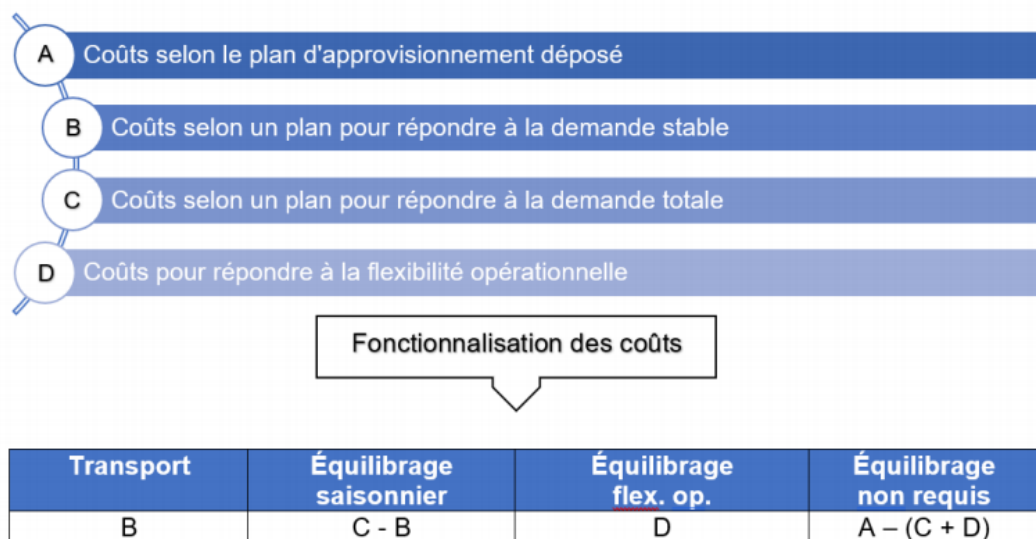 A Coûts selon le plan d'approvisionnement déposé
B Coûts selon un plan pour répondre à la demande stable
C Coûts selon un plan pour répondre à la demande totale
D Coûts pour répondre à la flexibilité opérationnelle
Fonctionnalisation des coûts
Transport Équilibrage saisonnier Équilibrage flex. op. Équilibrage non requis
B C - B D A – (C + D)